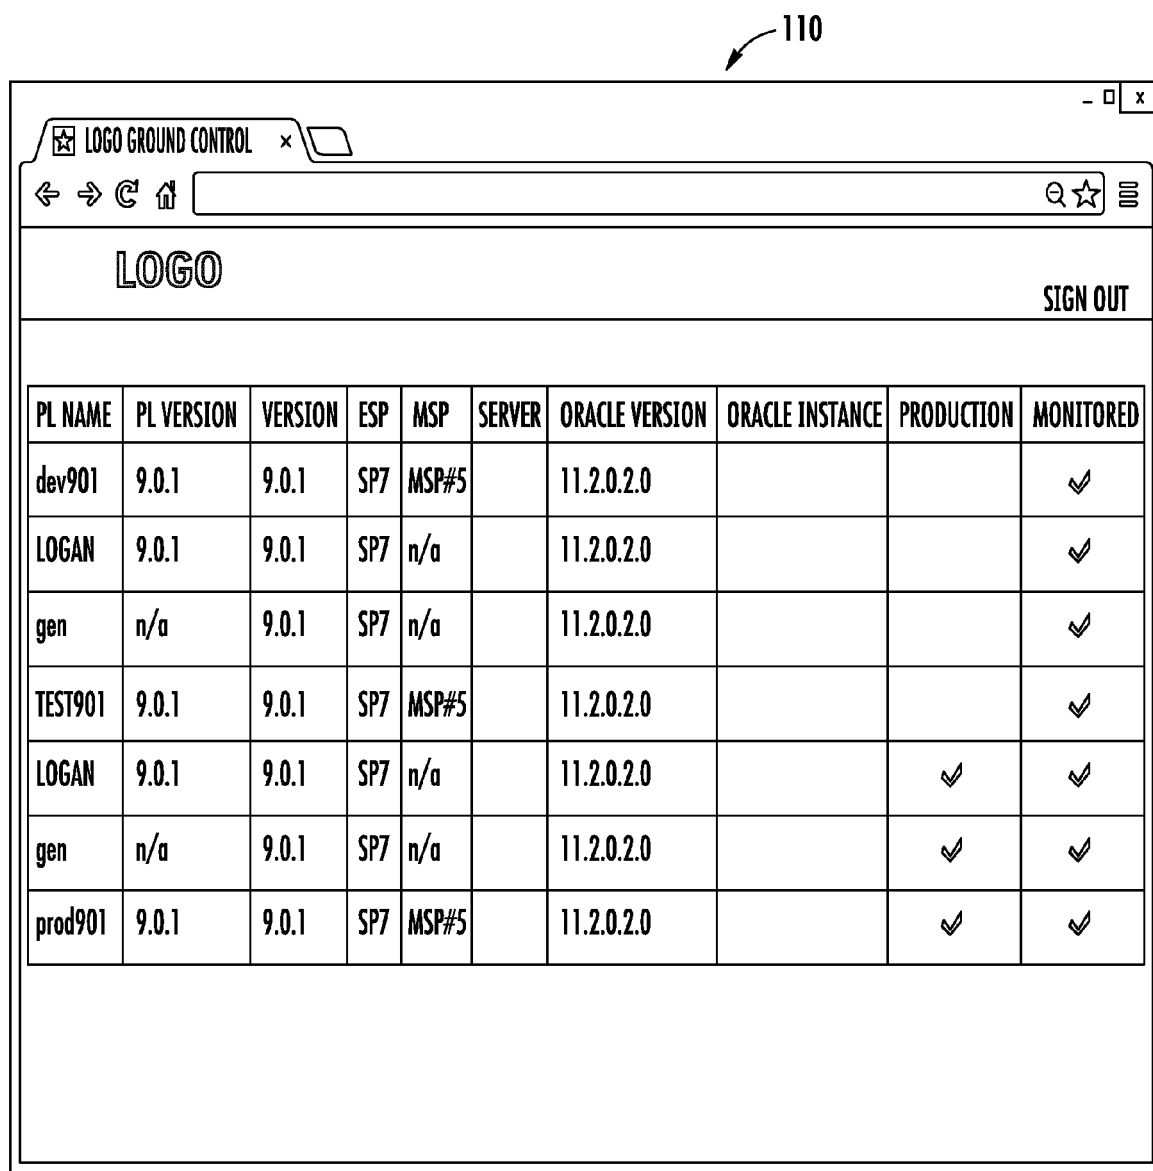 110
LOGO GROUND CONTROL
LOGO
SIGN OUT
PL NAME PL VERSION VERSION ESP MSP SERVER ORACLE VERSION ORACLE INSTANCE PRODUCTION MONITORED
dev901 9.0.1 9.0.1 SP7 MSP#5 11.2.0.2.0
LOGAN 9.0.1 9.0.1 SP7 n/a 11.2.0.2.0
gen n/a 9.0.1 SP7 n/a 11.2.0.2.0
TEST901 9.0.1 9.0.1 SP7 MSP#5 11.2.0.2.0
LOGAN 9.0.1 9.0.1 SP7 n/a 11.2.0.2.0
gen n/a 9.0.1 SP7 n/a 11.2.0.2.0
prod901 9.0.1 9.0.1 SP7 MSP#5 11.2.0.2.0